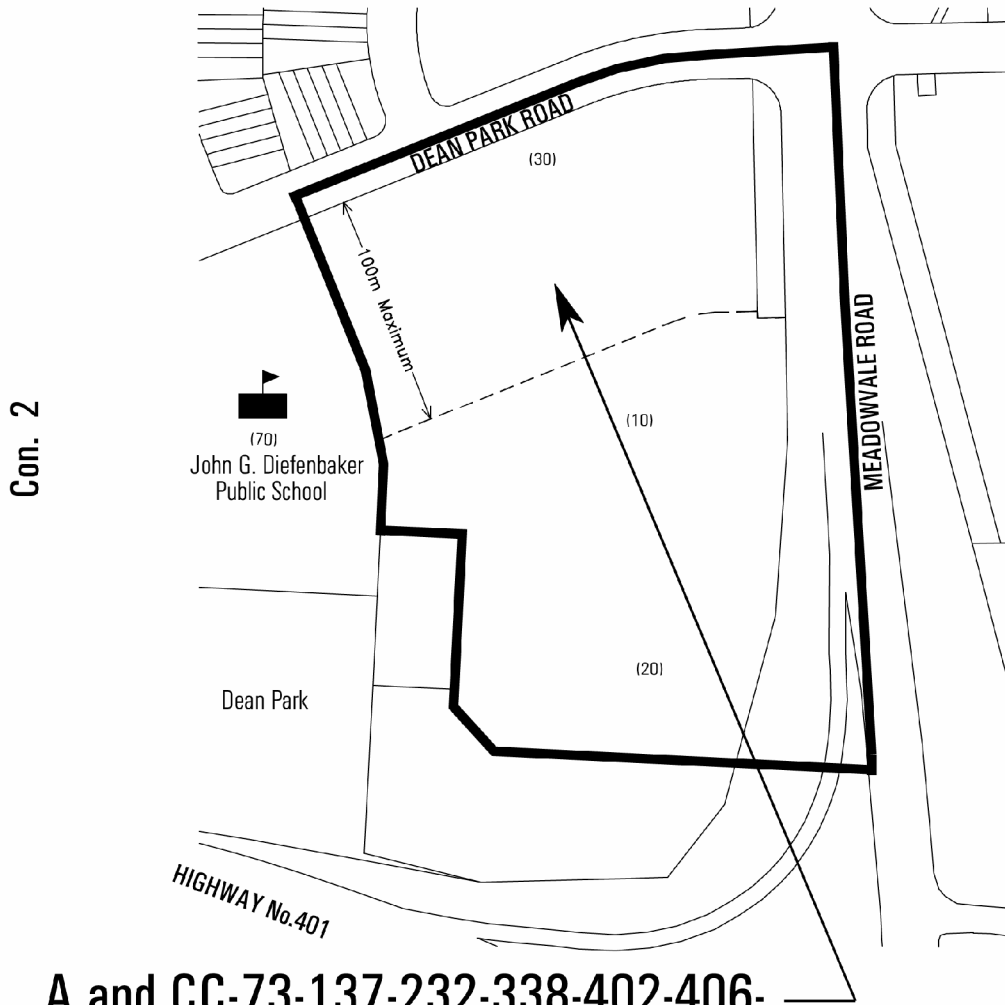 DEAN PARK ROAD
(30)
100m Maximum
MEADOWVALE ROAD
Con. 2
(10)
(70)
John G. Diefenbaker
Public School
(20)
Dean Park
HIGHWAY No.401
A and CC-73-137-232-338-402-406-